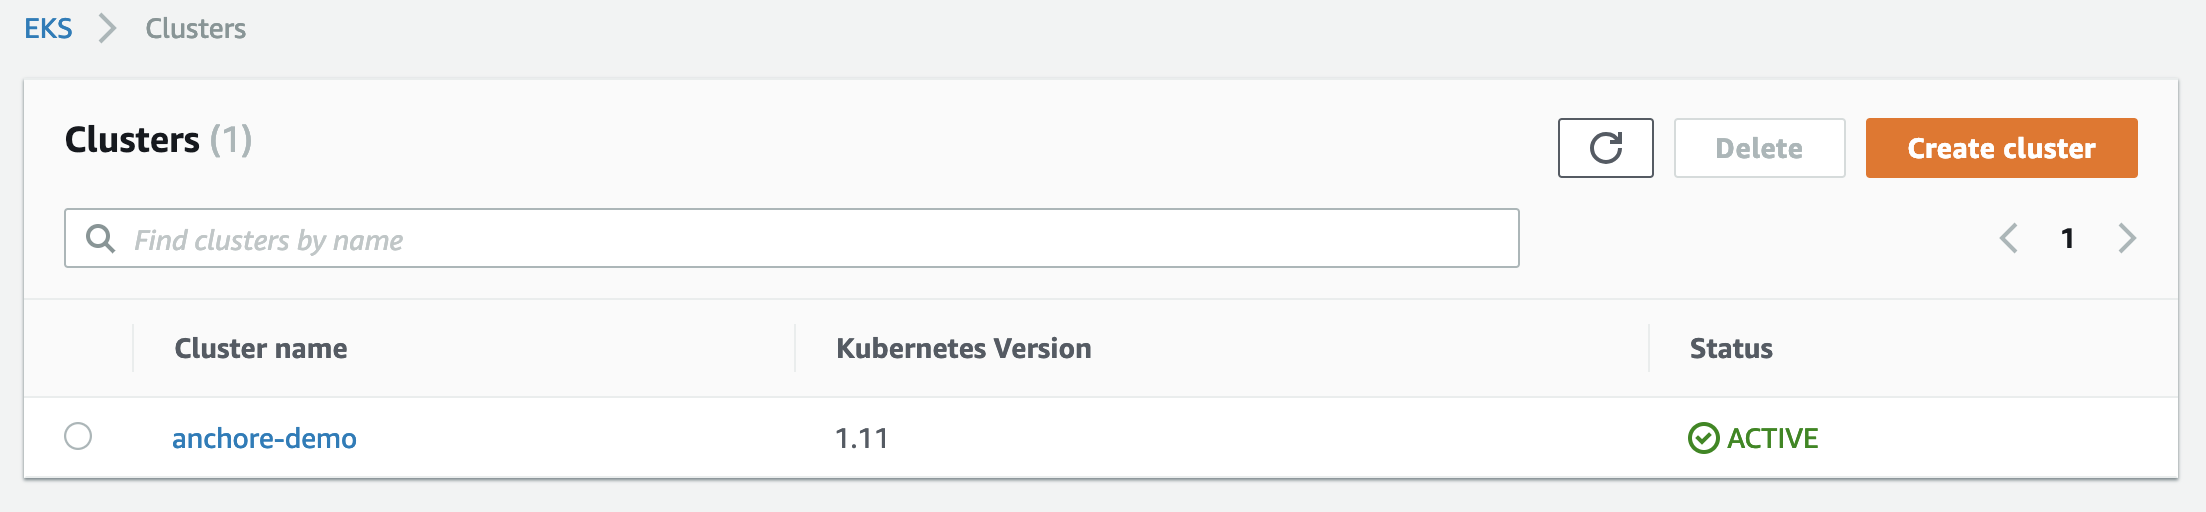 EKS Clusters
Clusters (1)
Delete
Create cluster
Find clusters by name
1
Cluster name Kubernetes Version Status
anchore-demo 1.11 ACTIVE